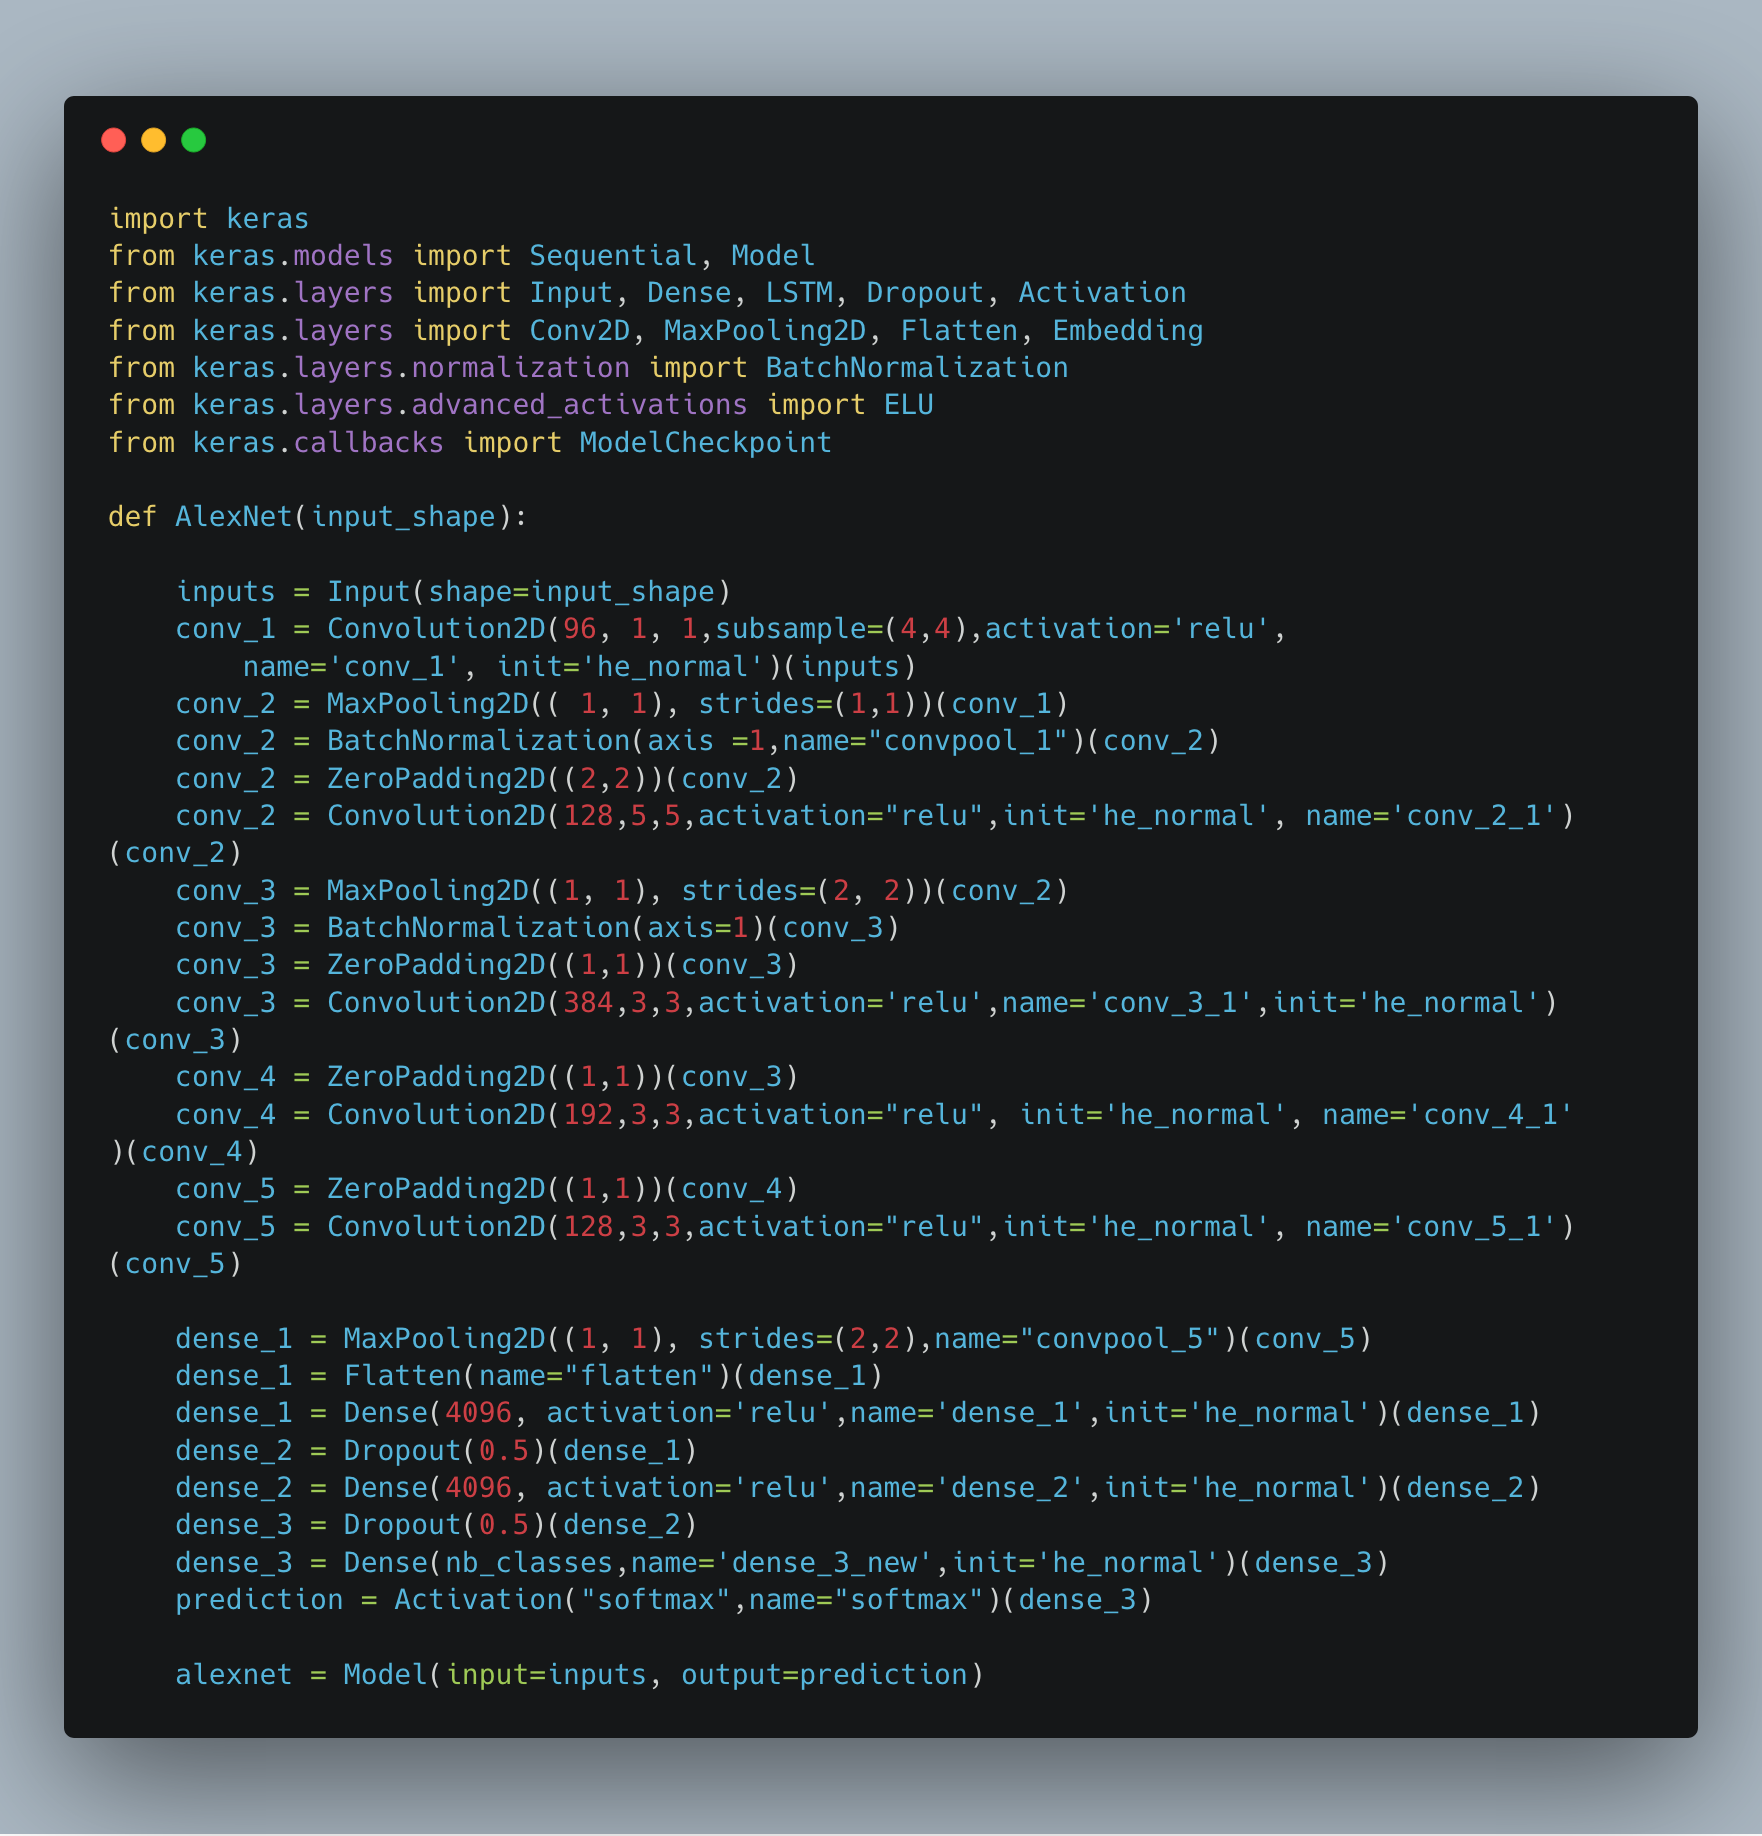 import keras
from keras.models import Sequential, Model
from keras.layers import Input, Dense, LSTM, Dropout, Activation
from keras.layers import Conv2D, MaxPooling2D, Flatten, Embedding
from keras.layers.normalization import BatchNormalization
from keras.layers.advanced_activations import ELU
from keras.callbacks import ModelCheckpoint

def AlexNet(input_shape):

    inputs = Input(shape=input_shape)
    conv_1 = Convolution2D(96, 1, 1,subsample=(4,4),activation='relu',
        name='conv_1', init='he_normal')(inputs)
    conv_2 = MaxPooling2D(( 1, 1), strides=(1,1))(conv_1)
    conv_2 = BatchNormalization(axis =1,name="convpool_1")(conv_2)
    conv_2 = ZeroPadding2D((2,2))(conv_2)
    conv_2 = Convolution2D(128,5,5,activation="relu",init='he_normal', name='conv_2_1')
(conv_2)
    conv_3 = MaxPooling2D((1, 1), strides=(2, 2))(conv_2)
    conv_3 = BatchNormalization(axis=1)(conv_3)
    conv_3 = ZeroPadding2D((1,1))(conv_3)
    conv_3 = Convolution2D(384,3,3,activation='relu',name='conv_3_1',init='he_normal')
(conv_3)
    conv_4 = ZeroPadding2D((1,1))(conv_3)
    conv_4 = Convolution2D(192,3,3,activation="relu", init='he_normal', name='conv_4_1'
)(conv_4)
    conv_5 = ZeroPadding2D((1,1))(conv_4)
    conv_5 = Convolution2D(128,3,3,activation="relu",init='he_normal', name='conv_5_1')
(conv_5)

    dense_1 = MaxPooling2D((1, 1), strides=(2,2),name="convpool_5")(conv_5)
    dense_1 = Flatten(name="flatten")(dense_1)
    dense_1 = Dense(4096, activation='relu',name='dense_1',init='he_normal')(dense_1)
    dense_2 = Dropout(0.5)(dense_1)
    dense_2 = Dense(4096, activation='relu',name='dense_2',init='he_normal')(dense_2)
    dense_3 = Dropout(0.5)(dense_2)
    dense_3 = Dense(nb_classes,name='dense_3_new',init='he_normal')(dense_3)
    prediction = Activation("softmax",name="softmax")(dense_3)

    alexnet = Model(input=inputs, output=prediction)